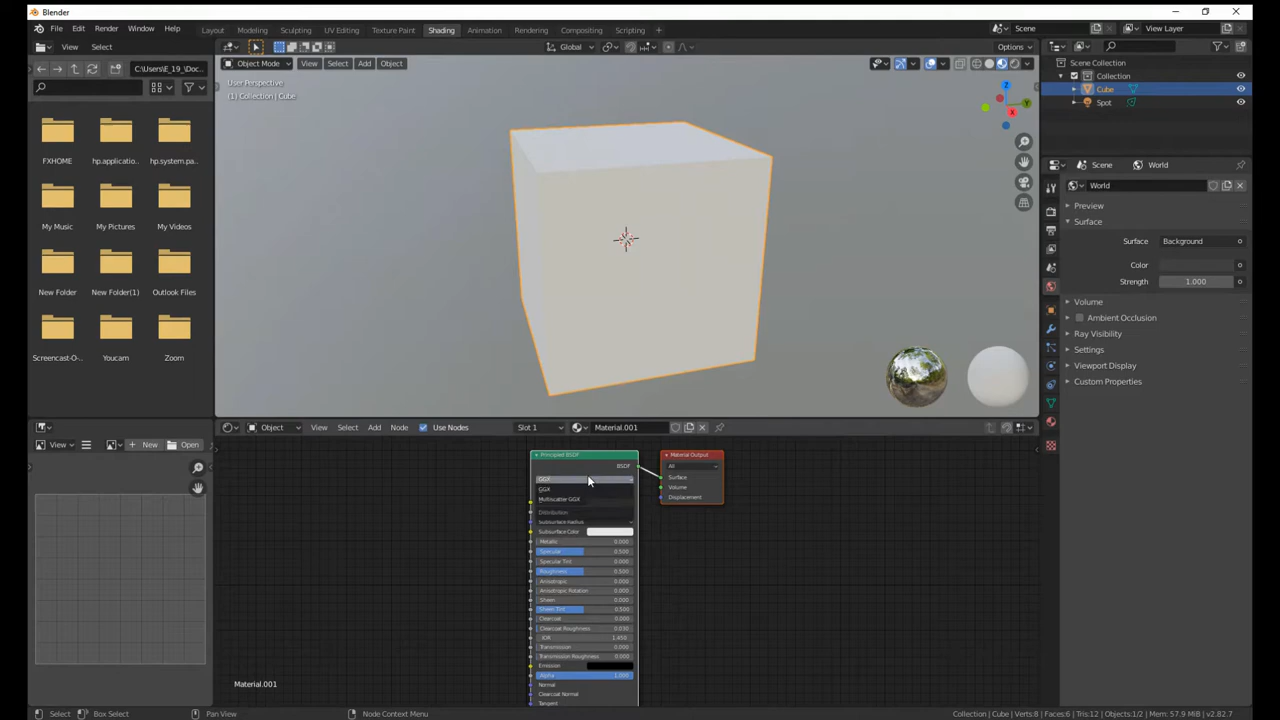 Blender
File Edit Render Window Help
Layout Modeling Sculpting UV Editing Texture Paint Shading Animation Rendering Compositing Scripting
Scene
View Layer
View Select
C:\Users\E_19_\Doc...
Global
Options
Object Mode View Select Add Object
User Perspective
(1) Collection | Cube
Z
Y
X
FXHOME
hp.applicatio...
hp.system.pa...
My Music
My Pictures
My Videos
New Folder
New Folder(1)
Outlook Files
Screencast-O-...
Youcam
Zoom
Scene Collection
Collection
Cube
Spot
Scene
World
World
Preview
Surface
Surface Background
Color
Strength 1.000
Volume
Ambient Occlusion
Ray Visibility
Settings
Viewport Display
Custom Properties
View
New
Open
Object View Select Add Node Use Nodes
Slot 1
Material.001
Principled BSDF
BSDF
GGX
GGX
Multiscatter GGX
Distribution
Subsurface Radius
Subsurface Color
Metallic 0.000
Specular 0.500
Specular Tint 0.000
Roughness 0.500
Anisotropic 0.000
Anisotropic Rotation 0.000
Sheen 0.000
Sheen Tint 0.500
Clearcoat 0.000
Clearcoat Roughness 0.030
IOR 1.450
Transmission 0.000
Transmission Roughness 0.000
Emission
Alpha 1.000
Normal
Clearcoat Normal
Tangent
Material Output
All
Surface
Volume
Displacement
Material.001
Select
Box Select
Pan View
Node Context Menu
Collection | Cube | Verts:8 | Faces:6 | Tris:12 | Objects:1/2 | Mem: 57.9 MiB | v2.82.7